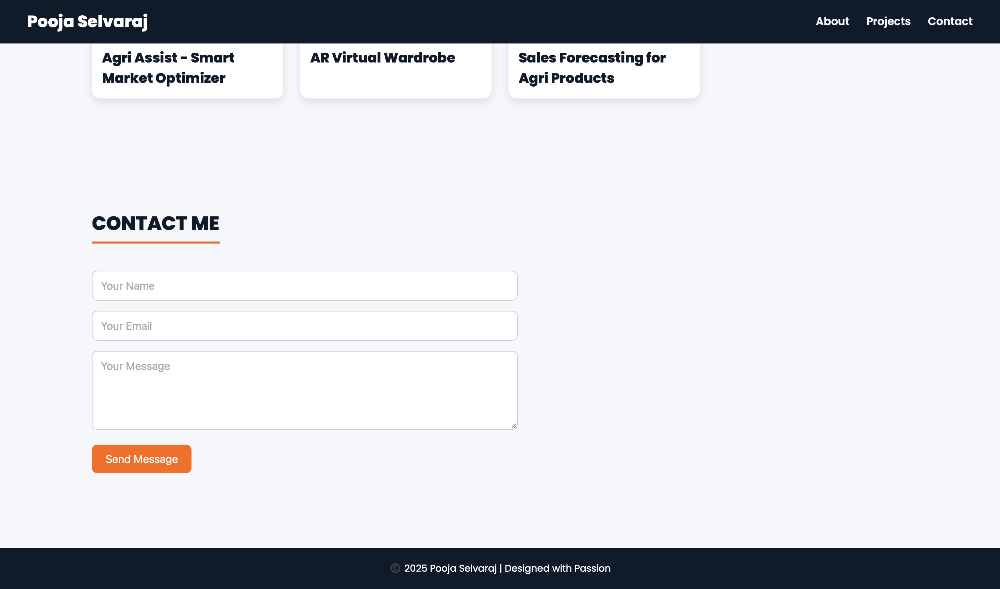 Pooja Selvaraj
About Projects Contact
Agri Assist – Smart
Market Optimizer
AR Virtual Wardrobe
Sales Forecasting for
Agri Products
CONTACT ME
Your Name
Your Email
Your Message
Send Message
© 2025 Pooja Selvaraj | Designed with Passion